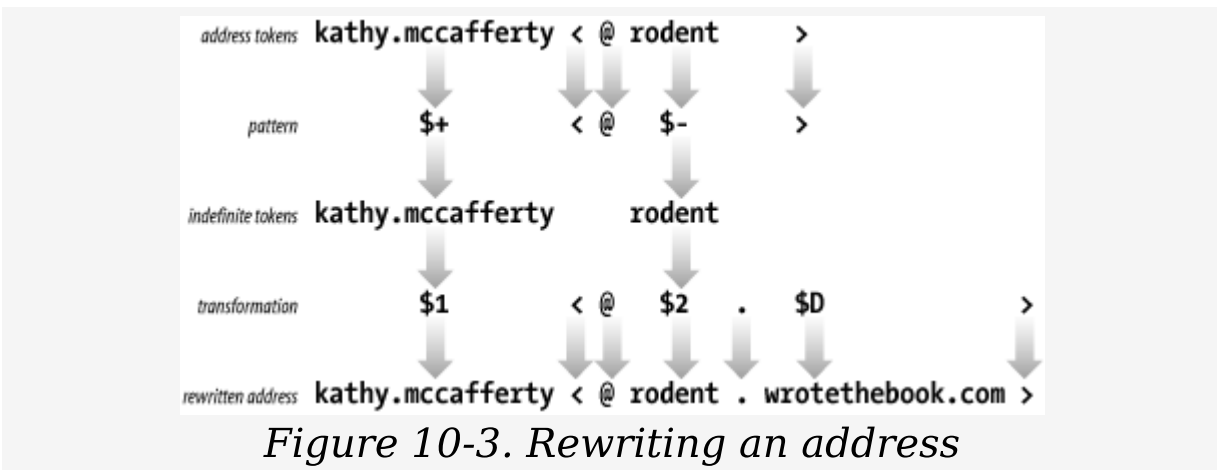 address tokens kathy.mccafferty < @ rodent >
pattern $+ < @ $- >
indefinite tokens kathy.mccafferty rodent
transformation $1 < @ $2 . $D >
rewritten address kathy.mccafferty < @ rodent . wrotethebook.com >
Figure 10-3. Rewriting an address